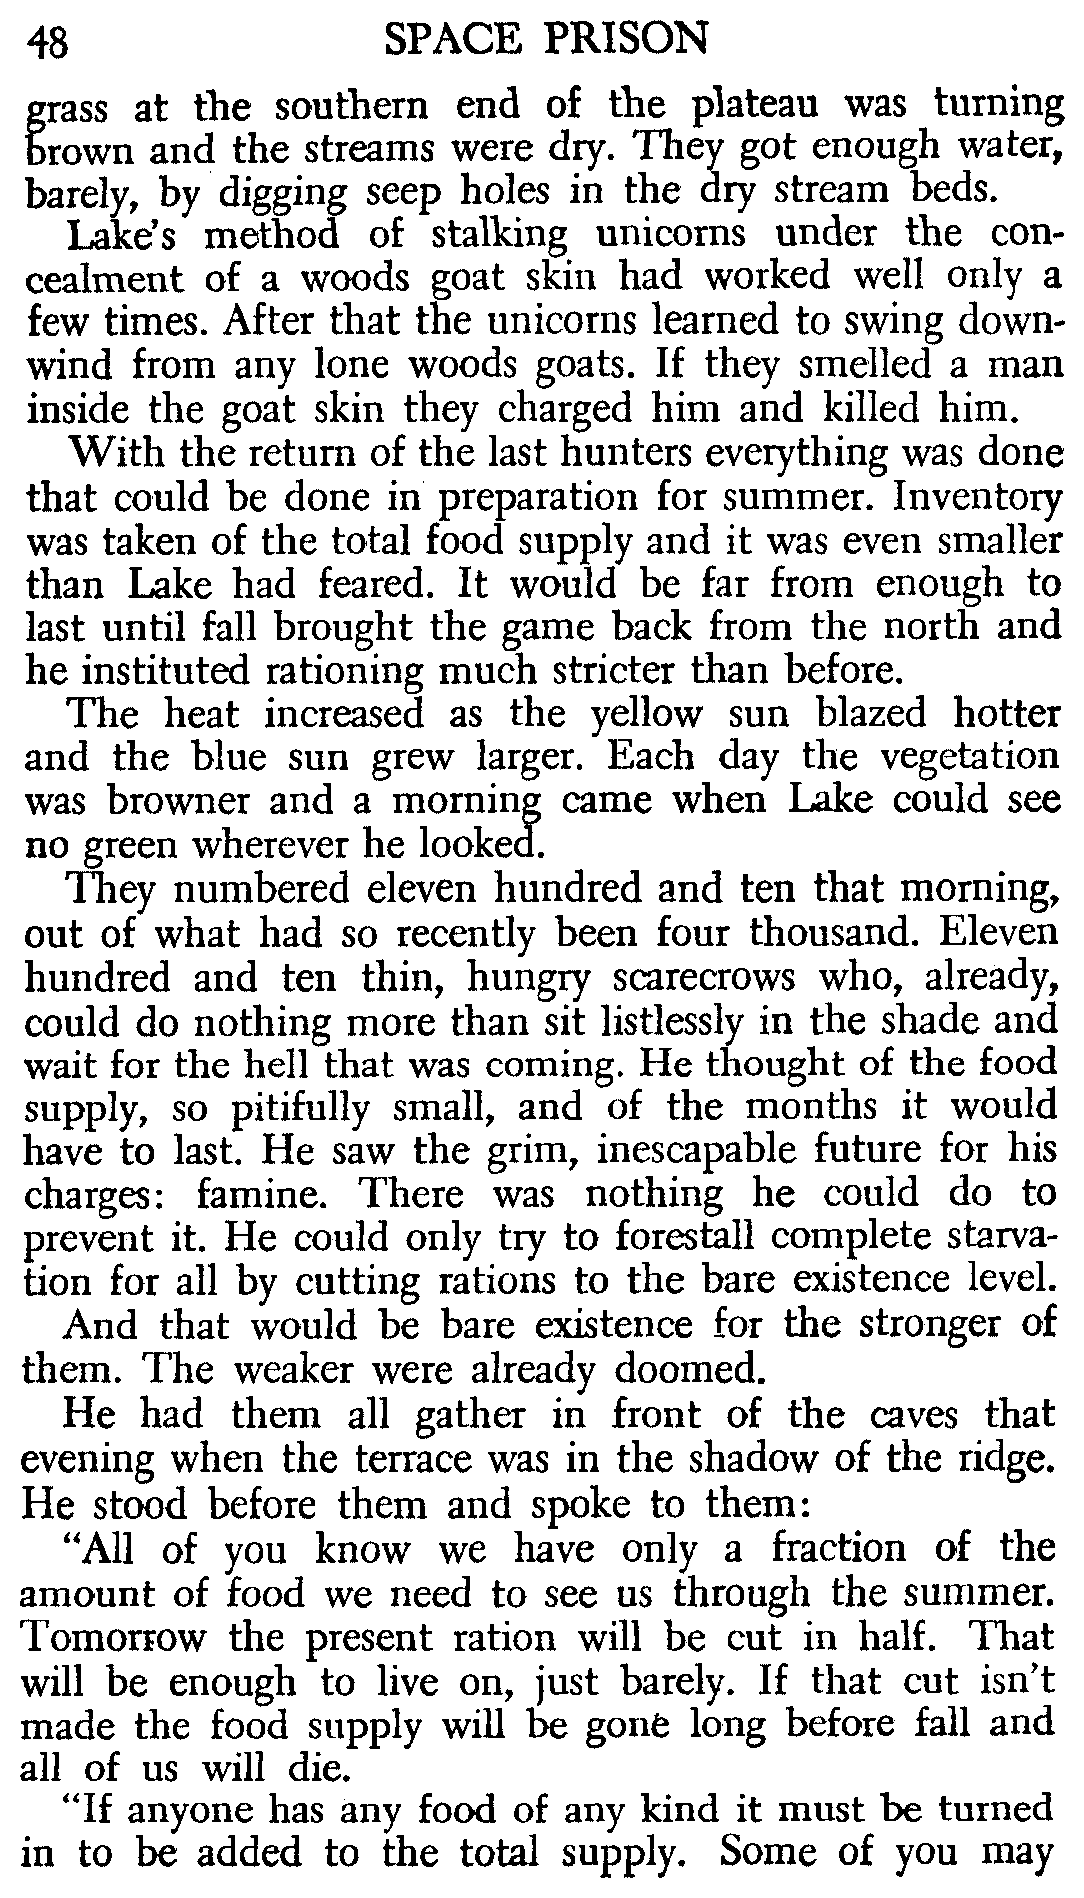 48 SPACE PRISON
grass at the southern end of the plateau was turning
brown and the streams were dry. They got enough water,
barely, by digging seep holes in the dry stream beds.
Lake's method of stalking unicorns under the con-
cealment of a woods goat skin had worked well only a
few times. After that the unicorns learned to swing down-
wind from any lone woods goats. If they smelled a man
inside the goat skin they charged him and killed him.
With the return of the last hunters everything was done
that could be done in preparation for summer. Inventory
was taken of the total food supply and it was even smaller
than Lake had feared. It would be far from enough to
last until fall brought the game back from the north and
he instituted rationing much stricter than before.
The heat increased as the yellow sun blazed hotter
and the blue sun grew larger. Each day the vegetation
was browner and a morning came when Lake could see
no green wherever he looked.
They numbered eleven hundred and ten that morning,
out of what had so recently been four thousand. Eleven
hundred and ten thin, hungry scarecrows who, already,
could do nothing more than sit listlessly in the shade and
wait for the hell that was coming. He thought of the food
supply, so pitifully small, and of the months it would
have to last. He saw the grim, inescapable future for his
charges: famine. There was nothing he could do to
prevent it. He could only try to forestall complete starva-
tion for all by cutting rations to the bare existence level.
And that would be bare existence for the stronger of
them. The weaker were already doomed.
He had them all gather in front of the caves that
evening when the terrace was in the shadow of the ridge.
He stood before them and spoke to them:
“All of you know we have only a fraction of the
amount of food we need to see us through the summer.
Tomorrow the present ration will be cut in half. That
will be enough to live on, just barely. If that cut isn't
made the food supply will be gone long before fall and
all of us will die.
“If anyone has any food of any kind it must be turned
in to be added to the total supply. Some of you may